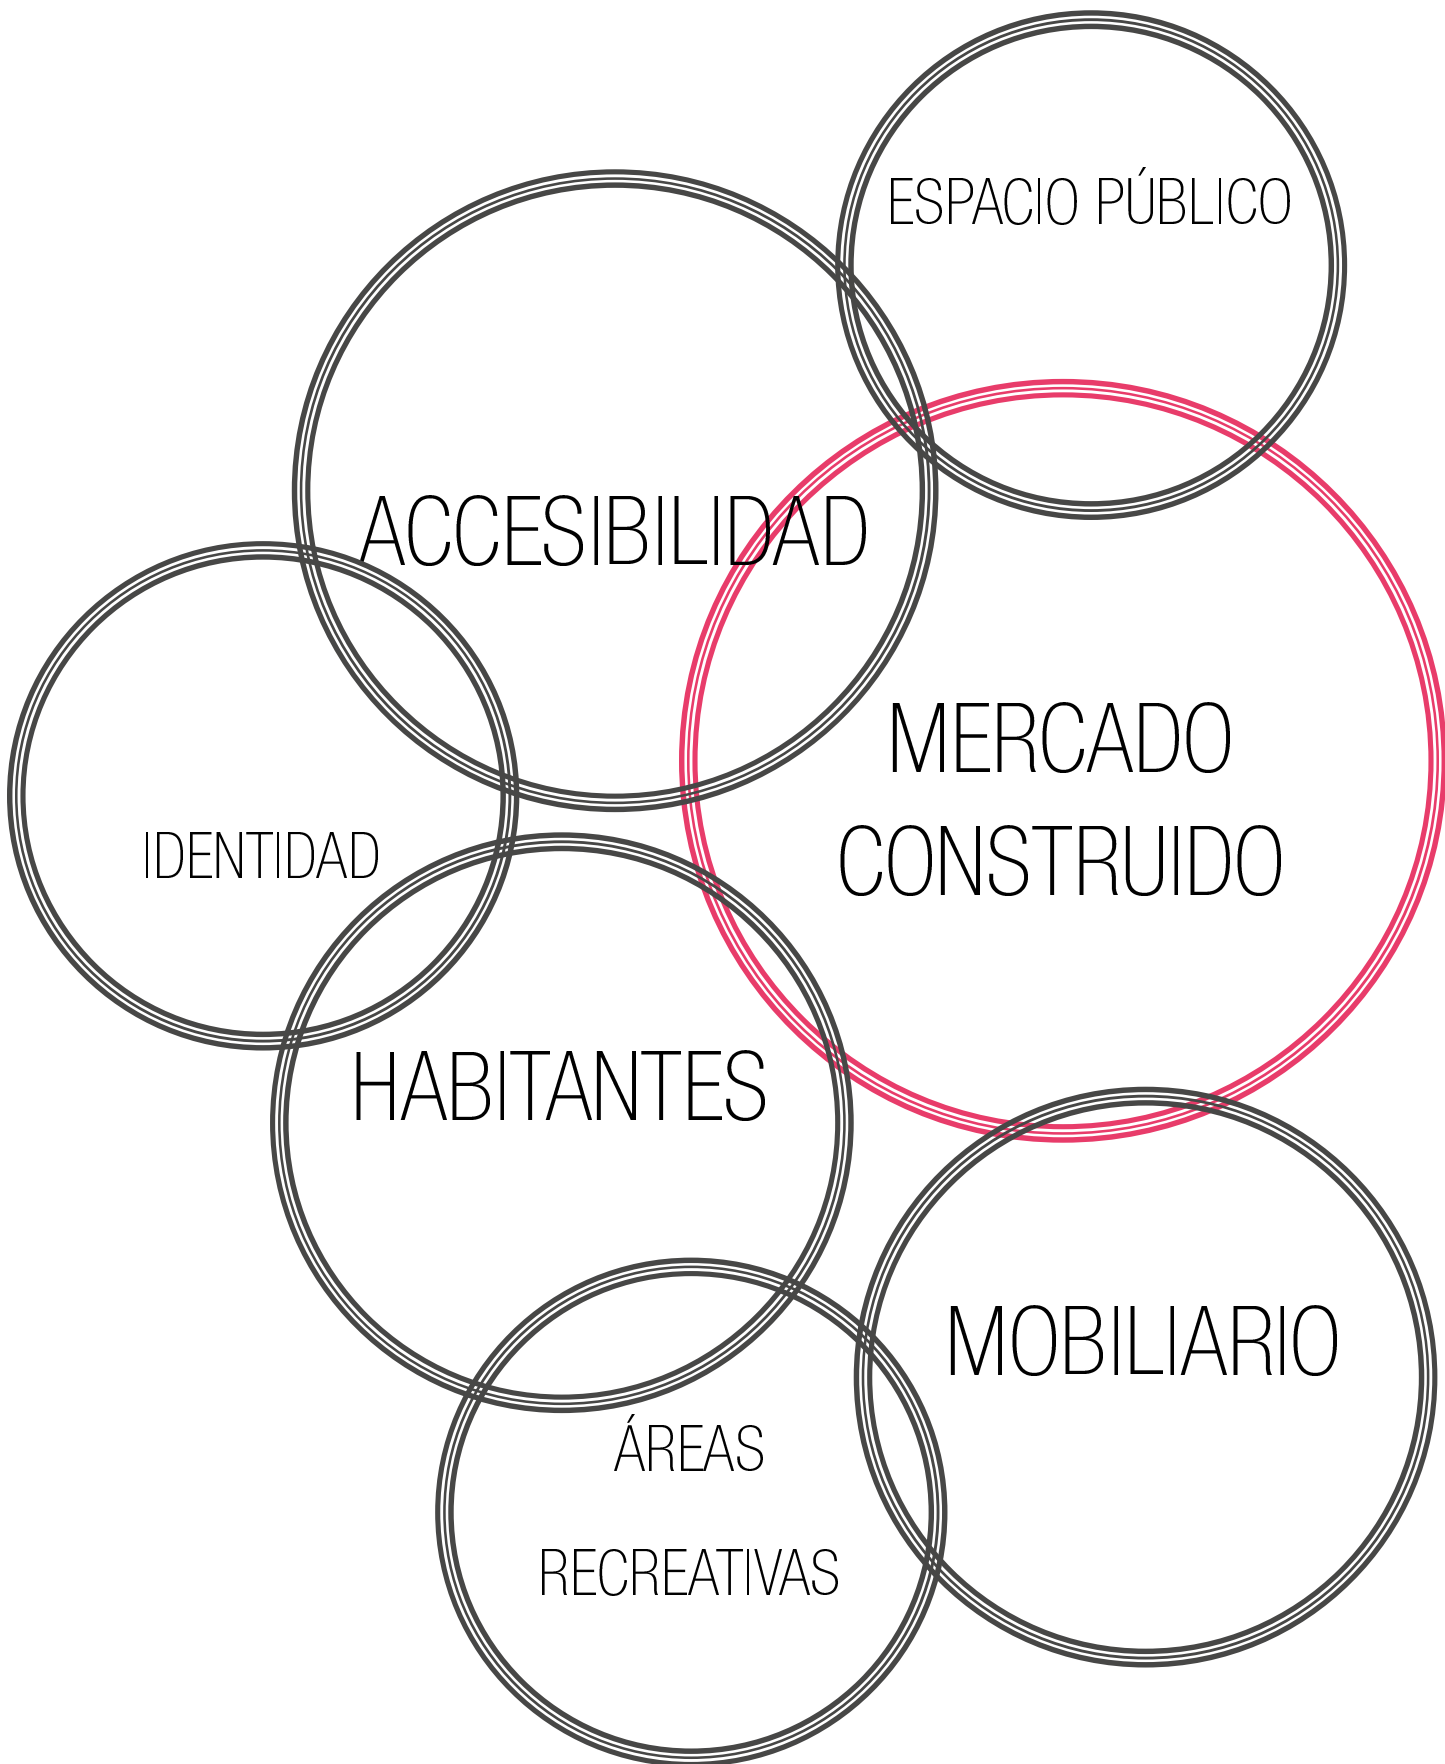 ESPACIO PÚBLICO
ACCESIBILIDAD
MERCADO
CONSTRUIDO
IDENTIDAD
HABITANTES
MOBILIARIO
ÁREAS
RECREATIVAS